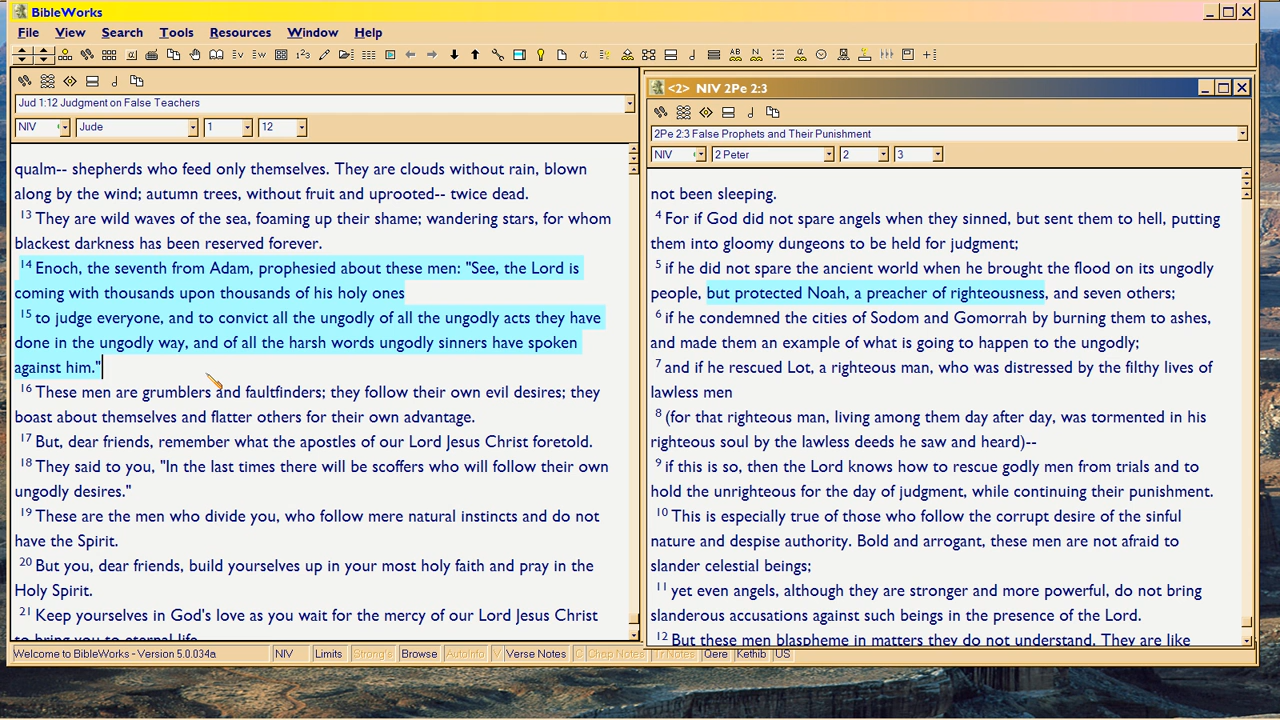 BibleWorks
File View Search Tools Resources Window Help
Jud 1:12 Judgment on False Teachers
NIV Jude 1 12
qualm-- shepherds who feed only themselves. They are clouds without rain, blown
along by the wind; autumn trees, without fruit and uprooted-- twice dead.
13 They are wild waves of the sea, foaming up their shame; wandering stars, for whom
blackest darkness has been reserved forever.
14 Enoch, the seventh from Adam, prophesied about these men: "See, the Lord is
coming with thousands upon thousands of his holy ones
15 to judge everyone, and to convict all the ungodly of all the ungodly acts they have
done in the ungodly way, and of all the harsh words ungodly sinners have spoken
against him."
16 These men are grumblers and faultfinders; they follow their own evil desires; they
boast about themselves and flatter others for their own advantage.
17 But, dear friends, remember what the apostles of our Lord Jesus Christ foretold.
18 They said to you, "In the last times there will be scoffers who will follow their own
ungodly desires."
19 These are the men who divide you, who follow mere natural instincts and do not
have the Spirit.
20 But you, dear friends, build yourselves up in your most holy faith and pray in the
Holy Spirit.
21 Keep yourselves in God's love as you wait for the mercy of our Lord Jesus Christ
to bring you to eternal life.
<2> NIV 2Pe 2:3
2Pe 2:3 False Prophets and Their Punishment
NIV 2 Peter 2 3
not been sleeping.
4 For if God did not spare angels when they sinned, but sent them to hell, putting
them into gloomy dungeons to be held for judgment;
5 if he did not spare the ancient world when he brought the flood on its ungodly
people, but protected Noah, a preacher of righteousness, and seven others;
6 if he condemned the cities of Sodom and Gomorrah by burning them to ashes,
and made them an example of what is going to happen to the ungodly;
7 and if he rescued Lot, a righteous man, who was distressed by the filthy lives of
lawless men
8 (for that righteous man, living among them day after day, was tormented in his
righteous soul by the lawless deeds he saw and heard)--
9 if this is so, then the Lord knows how to rescue godly men from trials and to
hold the unrighteous for the day of judgment, while continuing their punishment.
10 This is especially true of those who follow the corrupt desire of the sinful
nature and despise authority. Bold and arrogant, these men are not afraid to
slander celestial beings;
11 yet even angels, although they are stronger and more powerful, do not bring
slanderous accusations against such beings in the presence of the Lord.
12 But these men blaspheme in matters they do not understand. They are like
Welcome to BibleWorks - Version 5.0.034a NIV Limits Strong's Browse AutoInfo V Verse Notes C Chap Notes Tr.Notes Qere Kethib US